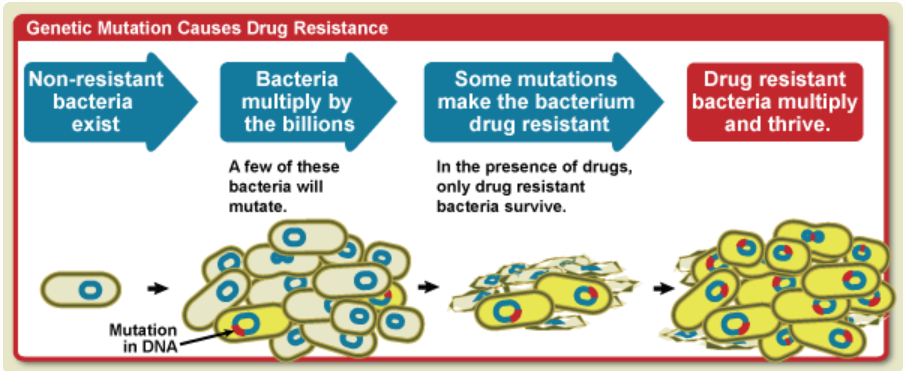 Genetic Mutation Causes Drug Resistance
Non-resistant
bacteria
exist
Bacteria
multiply by
the billions
Some mutations
make the bacterium
drug resistant
Drug resistant
bacteria multiply
and thrive.
A few of these
bacteria will
mutate.
In the presence of drugs,
only drug resistant
bacteria survive.
Mutation
in DNA